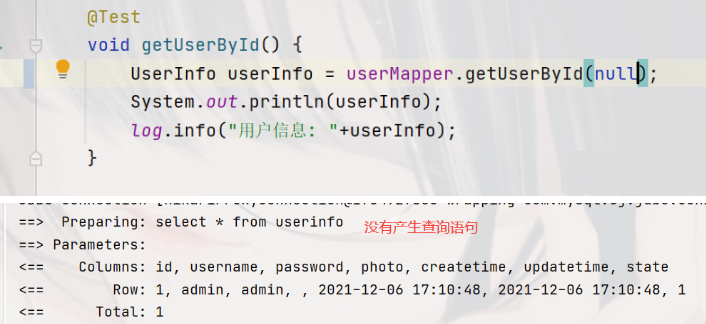 @Test
void getUserById() {
UserInfo userInfo = userMapper.getUserById(null);
System.out.println(userInfo);
log.info("用户信息: "+userInfo);
}
==>  Preparing: select * from userinfo 没有产生查询语句
==> Parameters:
<==    Columns: id, username, password, photo, createtime, updatetime, state
<==        Row: 1, admin, admin, , 2021-12-06 17:10:48, 2021-12-06 17:10:48, 1
<==      Total: 1